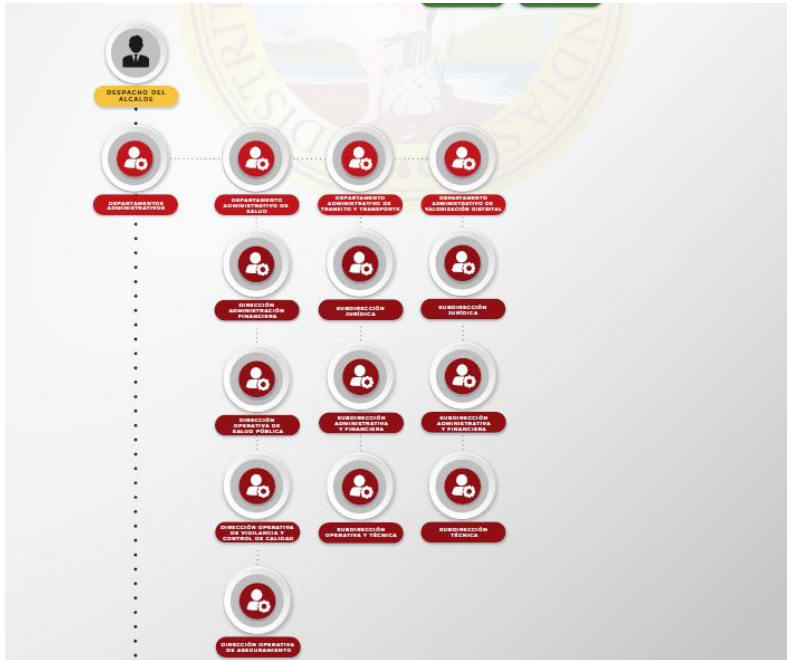 DISTRI
INDIAS
DESPACHO DEL
ALCALDE
DEPARTAMENTOS
ADMINISTRATIVOS
DEPARTAMENTO
ADMINISTRATIVO DE
SALUD
DEPARTAMENTO
ADMINISTRATIVO DE
TRANSITO Y TRANSPORTE
DEPARTAMENTO
ADMINISTRATIVO DE
VALORIZACIÓN DISTRITAL
DIRECCIÓN
ADMINISTRACIÓN
FINANCIERA
SUBDIRECCIÓN
JURÍDICA
SUBDIRECCIÓN
JURÍDICA
DIRECCIÓN
OPERATIVA DE
SALUD PÚBLICA
SUBDIRECCIÓN
ADMINISTRATIVA
Y FINANCIERA
SUBDIRECCIÓN
ADMINISTRATIVA
Y FINANCIERA
DIRECCIÓN OPERATIVA
DE VIGILANCIA Y
CONTROL DE CALIDAD
SUBDIRECCIÓN
OPERATIVA Y TÉCNICA
SUBDIRECCIÓN
TÉCNICA
DIRECCIÓN OPERATIVA
DE ASEGURAMIENTO